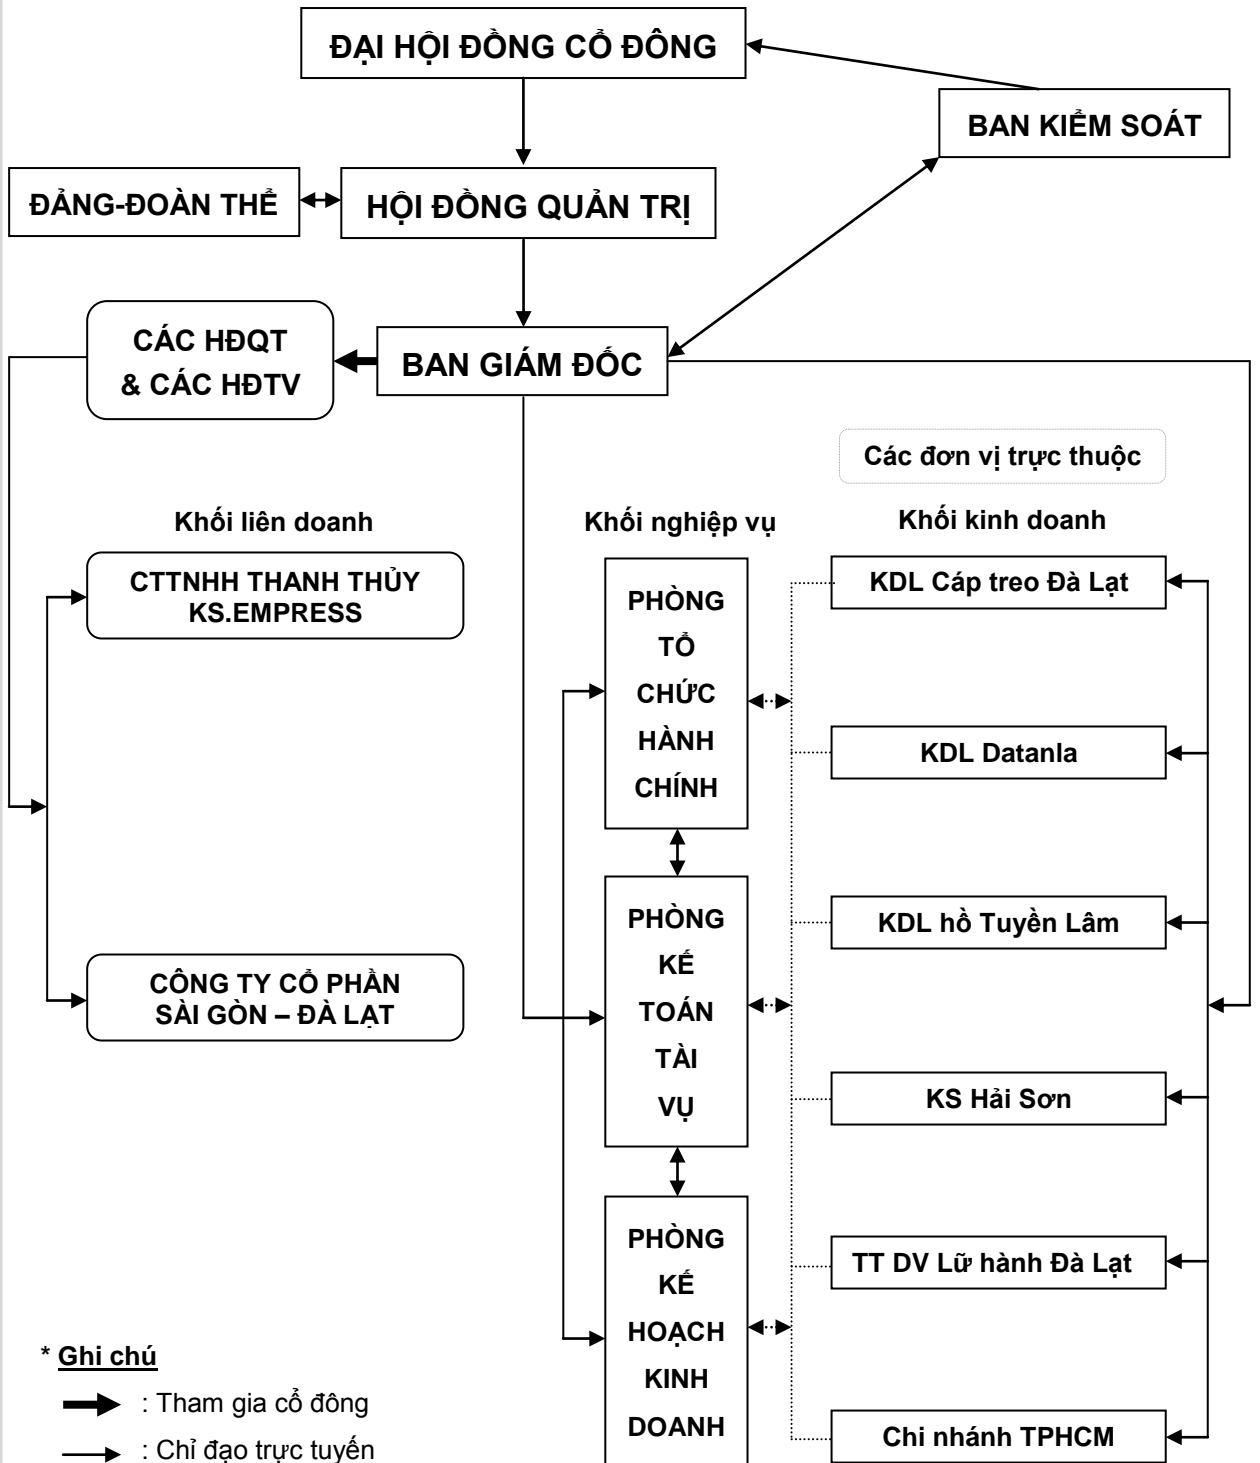 ĐẠI HỘI ĐỒNG CỔ ĐÔNG
BAN KIỂM SOÁT
ĐẢNG-ĐOÀN THỂ
HỘI ĐỒNG QUẢN TRỊ
CÁC HĐQT
& CÁC HĐTV
BAN GIÁM ĐỐC
Các đơn vị trực thuộc
Khối liên doanh
Khối nghiệp vụ
Khối kinh doanh
CTTNHH THANH THỦY
KS.EMPRESS
CÔNG TY CỔ PHẦN
SÀI GÒN – ĐÀ LẠT
PHÒNG
TỔ
CHỨC
HÀNH
CHÍNH
PHÒNG
KẾ
TOÁN
TÀI
VỤ
PHÒNG
KẾ
HOẠCH
KINH
DOANH
KDL Cáp treo Đà Lạt
KDL Datanla
KDL hồ Tuyền Lâm
KS Hải Sơn
TT DV Lữ hành Đà Lạt
Chi nhánh TPHCM
* Ghi chú
: Tham gia cổ đông
: Chỉ đạo trực tuyến